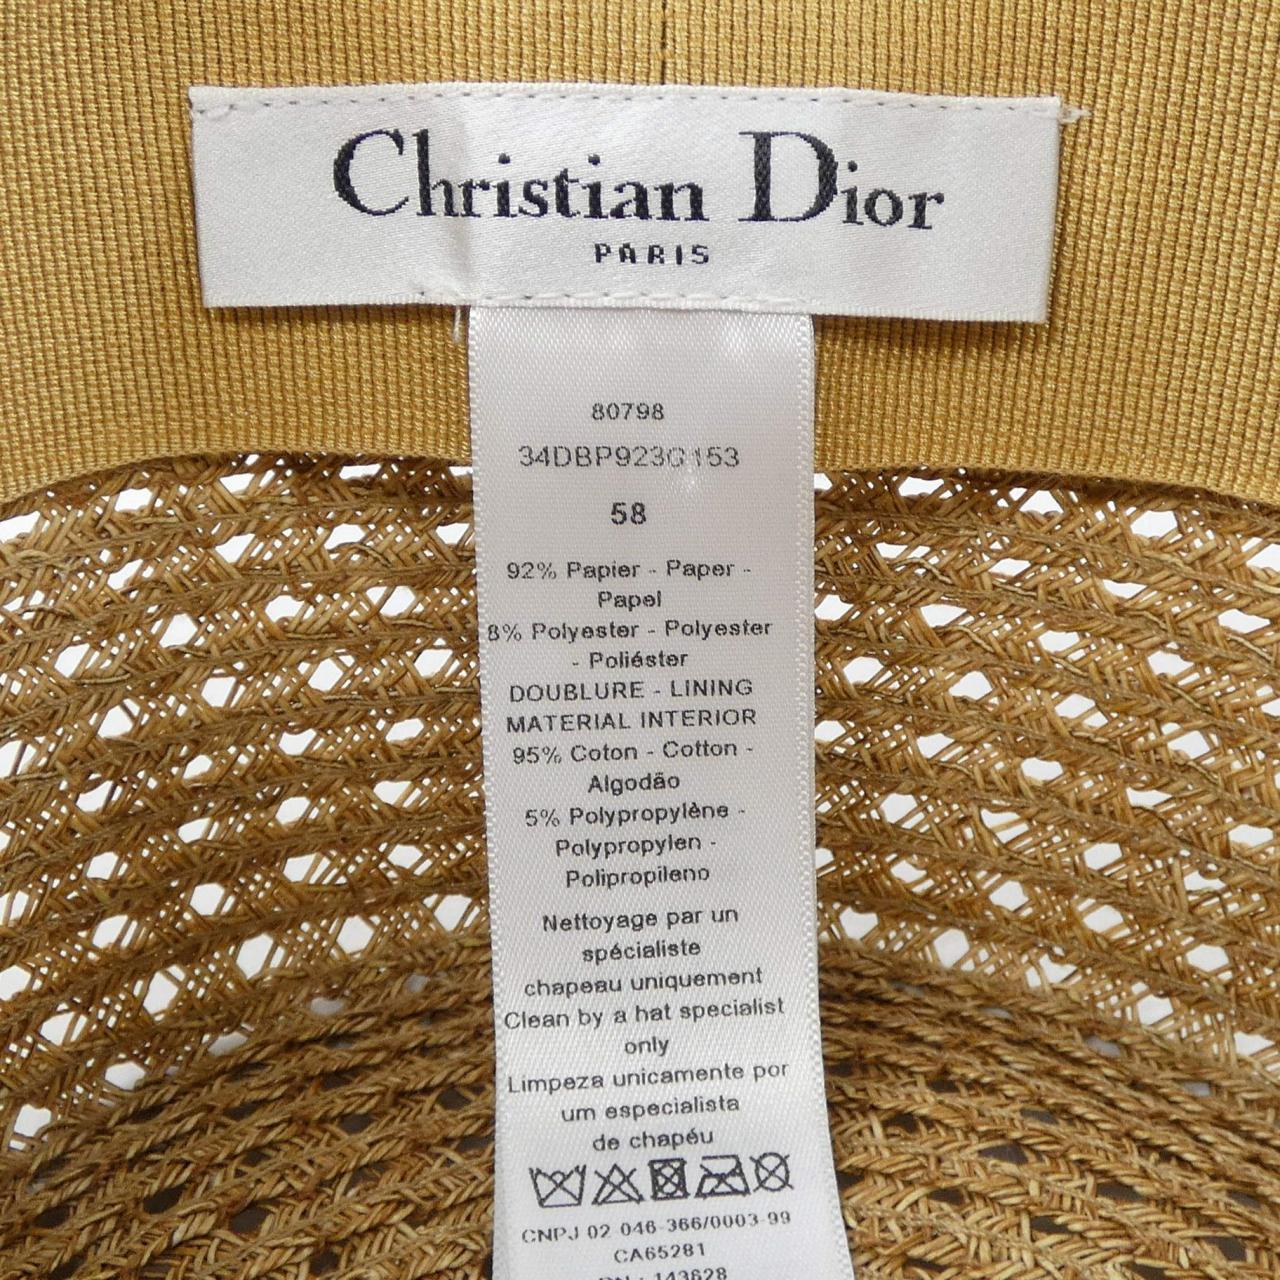 Christian Dior
PARIS
80798
34DBP923G153
58
92% Papier - Paper -
Papel
8% Polyester - Polyester
- Poliéster
DOUBLURE - LINING
MATERIAL INTERIOR
95% Coton - Cotton -
Algodão
5% Polypropylène -
Polypropylen -
Polipropileno
Nettoyage par un
spécialiste
chapeau uniquement
Clean by a hat specialist
only
Limpeza unicamente por
um especialista
de chapéu
CNPJ 02 046-366/0003-99
CA65281
RN : 143628